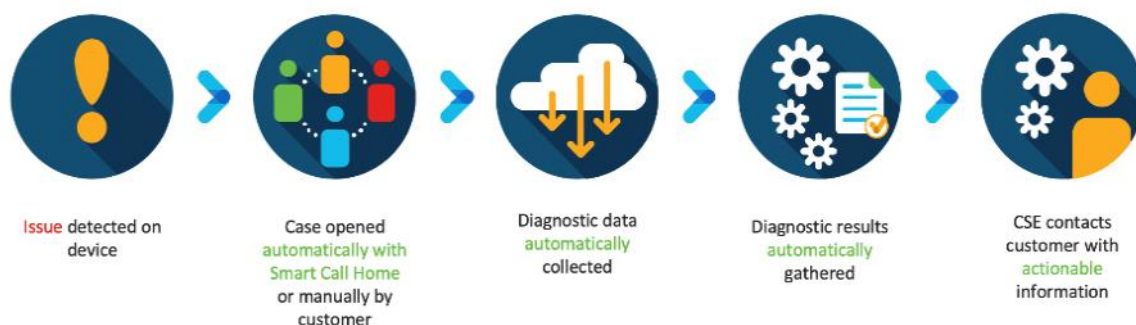 Issue detected on
device
Case opened
automatically with
Smart Call Home
or manually by
customer
Diagnostic data
automatically
collected
Diagnostic results
automatically
gathered
CSE contacts
customer with
actionable
information